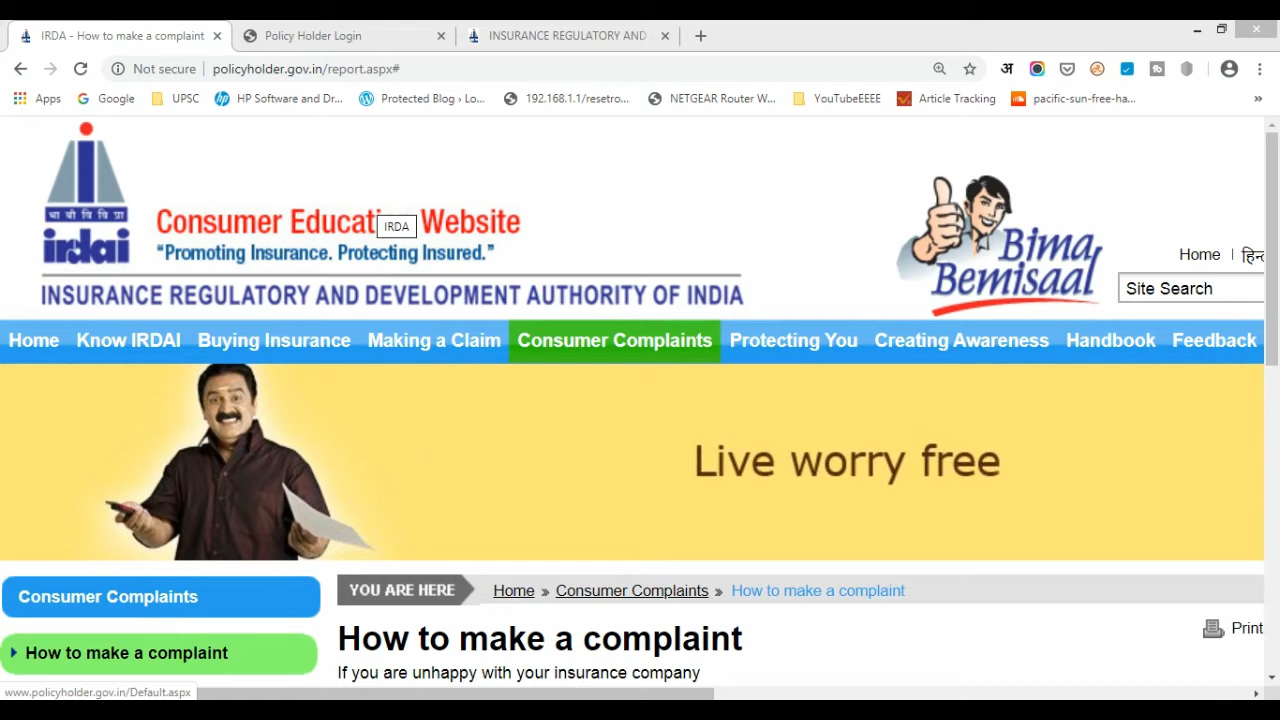 IRDA - How to make a complaint
Policy Holder Login
INSURANCE REGULATORY AND
Not secure
policyholder.gov.in/report.aspx#
अ
Apps
Google
UPSC
HP Software and Dr...
Protected Blog › Lo...
192.168.1.1/resetro...
NETGEAR Router W...
YouTubeEEEE
Article Tracking
pacific-sun-free-ha...
»
भा बी वि वि प्रा
irdai
Consumer Educati Website
IRDA
"Promoting Insurance. Protecting Insured."
INSURANCE REGULATORY AND DEVELOPMENT AUTHORITY OF INDIA
Bima
Bemisaal
Home
Site Search
Home Know IRDAI Buying Insurance Making a Claim Consumer Complaints Protecting You Creating Awareness Handbook Feedback
Live worry free
Consumer Complaints
How to make a complaint
YOU ARE HERE
Home » Consumer Complaints » How to make a complaint
How to make a complaint
Print
If you are unhappy with your insurance company
www.policyholder.gov.in/Default.aspx